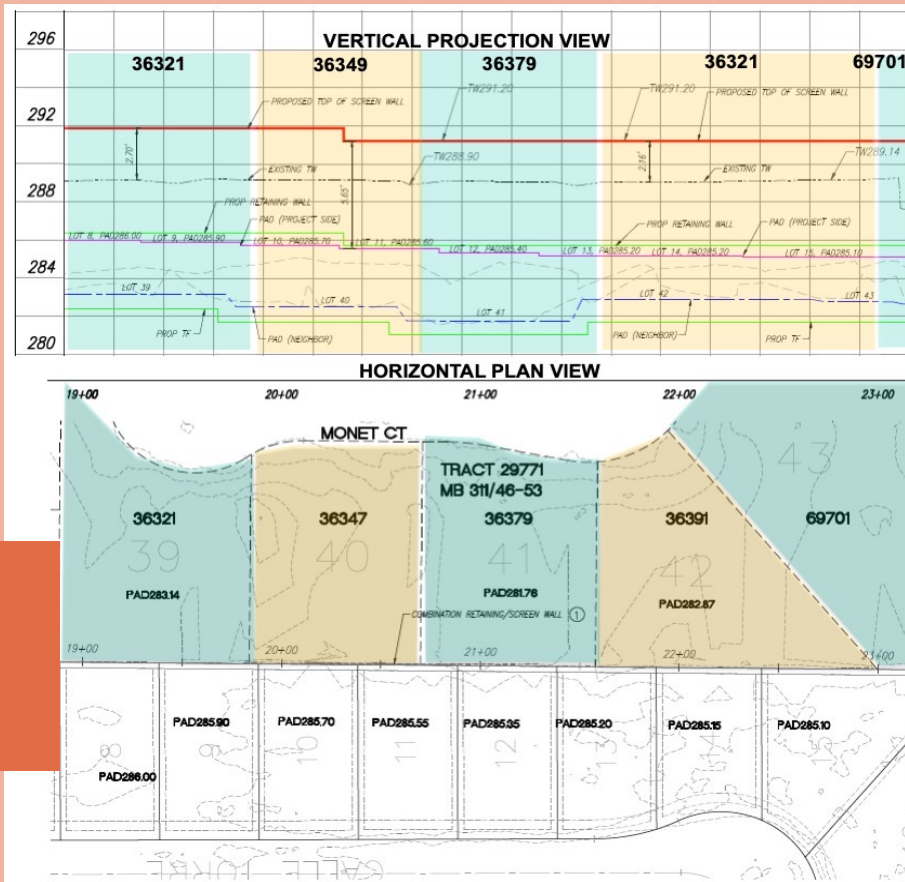 296
VERTICAL PROJECTION VIEW
36321
36349
36379
36321
69701
292
PROPOSED TOP OF SCREEN WALL
TW291.20
TW291.20
PROPOSED TOP OF SCREEN WALL
2.70'
5.65'
2.16'
EXISTING TW
TW288.90
EXISTING TW
TW289.14
288
PROP RETAINING WALL
PAD (PROJECT SIDE)
PROP RETAINING WALL
PAD (PROJECT SIDE)
LOT 8, PAD286.00
LOT 9, PAD285.90
LOT 10, PAD285.70
LOT 11, PAD285.60
LOT 12, PAD285.40
LOT 13, PAD285.20
LOT 14, PAD285.20
LOT 15, PAD285.10
284
LOT 39
LOT 40
LOT 41
LOT 42
LOT 43
PROP TF
PAD (NEIGHBOR)
PAD (NEIGHBOR)
PROP TF
280
HORIZONTAL PLAN VIEW
19+00
20+00
21+00
22+00
23+00
MONET CT
TRACT 29771
MB 311/46-53
43
36321
36347
36379
36391
69701
39
40
41
42
PAD283.14
PAD281.76
PAD282.87
COMBINATION RETAINING/SCREEN WALL 1
19+00
20+00
21+00
22+00
23+00
PAD285.90
PAD285.70
PAD285.55
PAD285.35
PAD285.20
PAD285.15
PAD285.10
8
9
10
11
12
13
14
15
PAD286.00